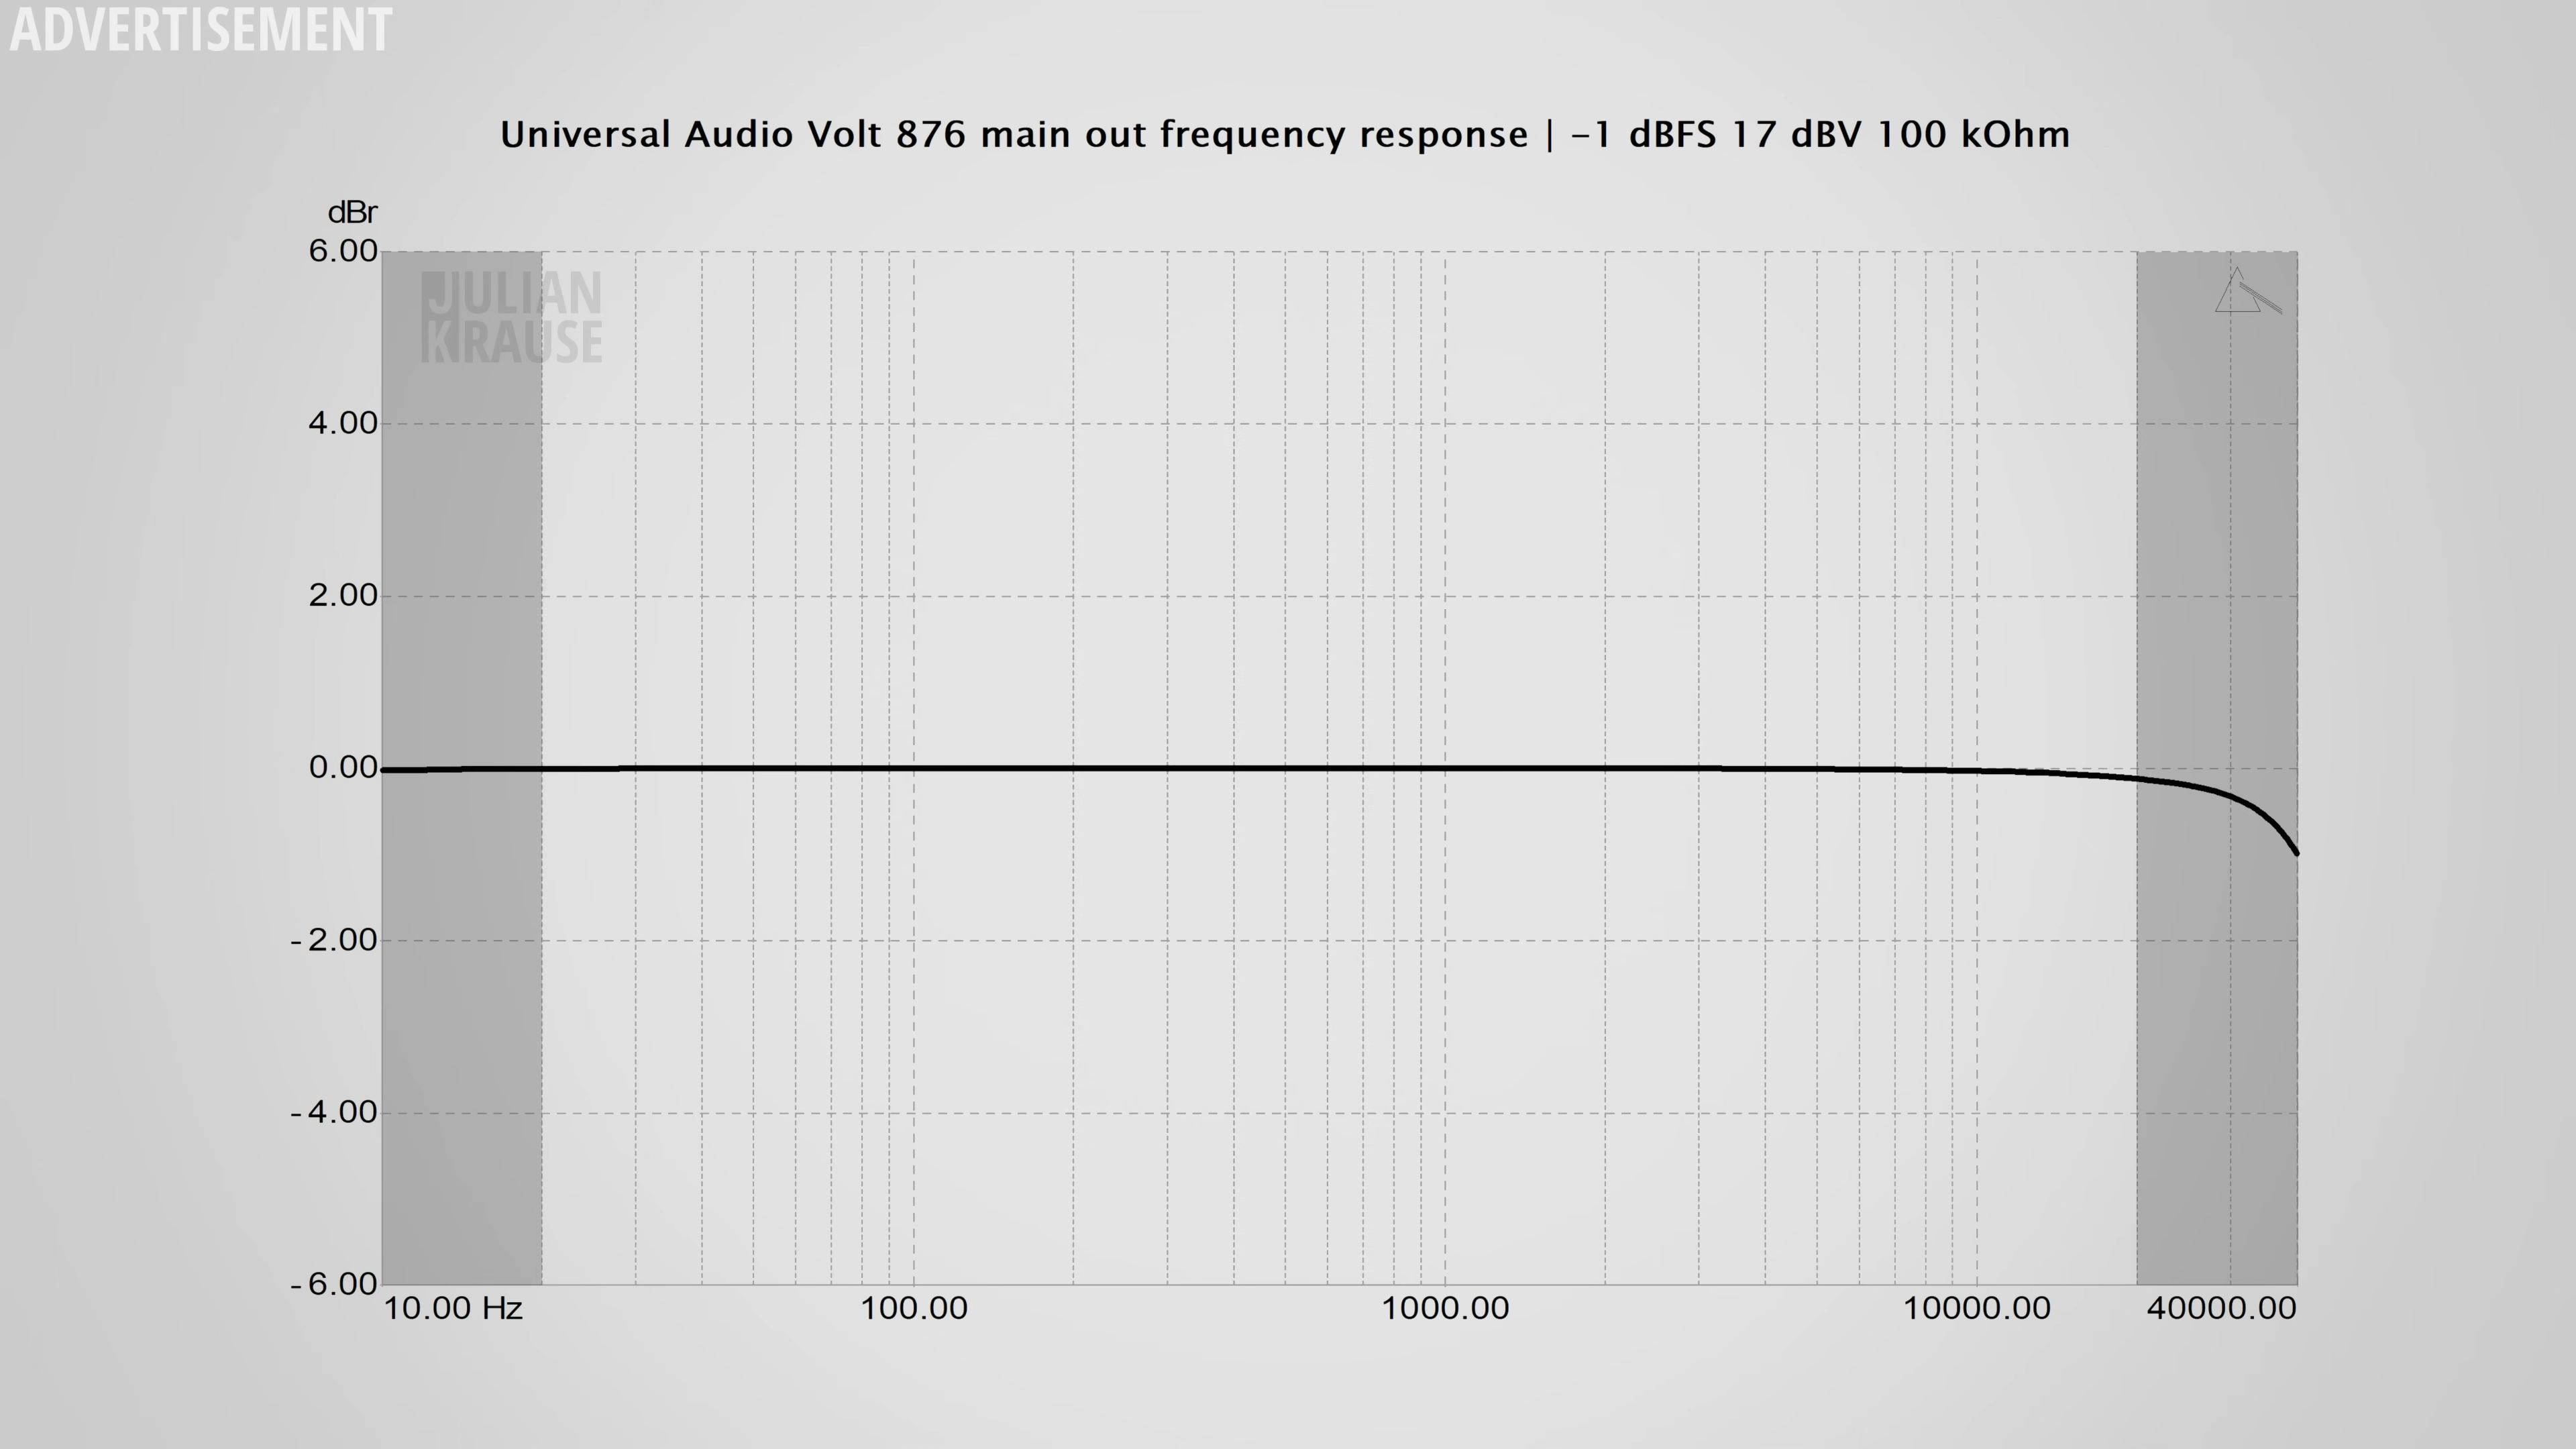 ADVERTISEMENT
Universal Audio Volt 876 main out frequency response | -1 dBFS 17 dBV 100 kOhm
dBr
6.00
JULIAN
KRAUSE
4.00
2.00
0.00
-2.00
-4.00
-6.00
10.00 Hz 100.00 1000.00 10000.00 40000.00